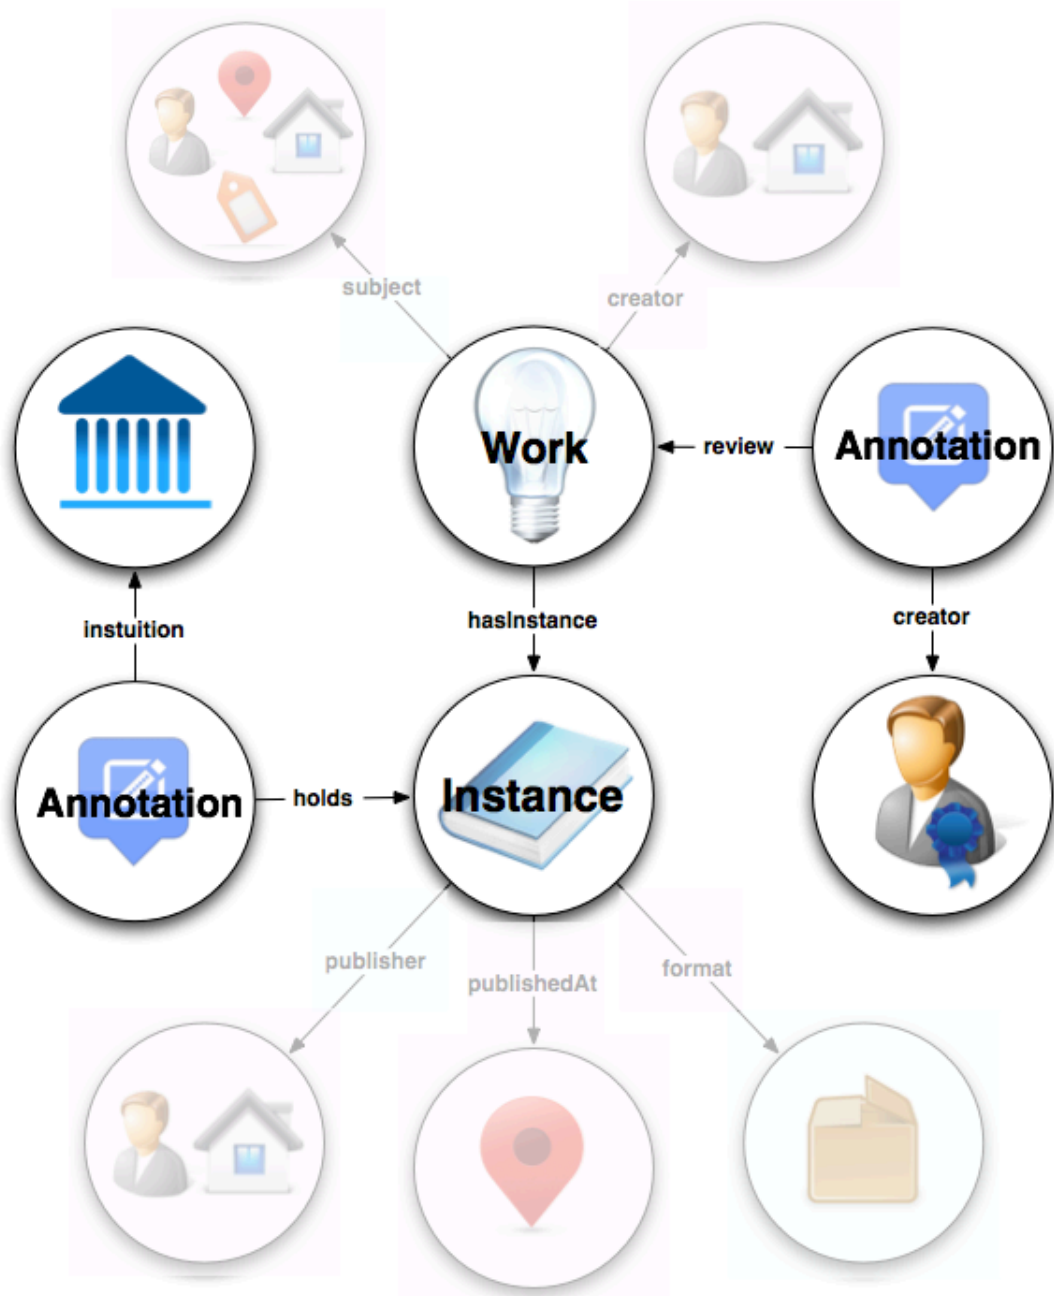 subject
creator
Work
review
Annotation
instuition
hasInstance
creator
Annotation
holds
Instance
publisher
publishedAt
format